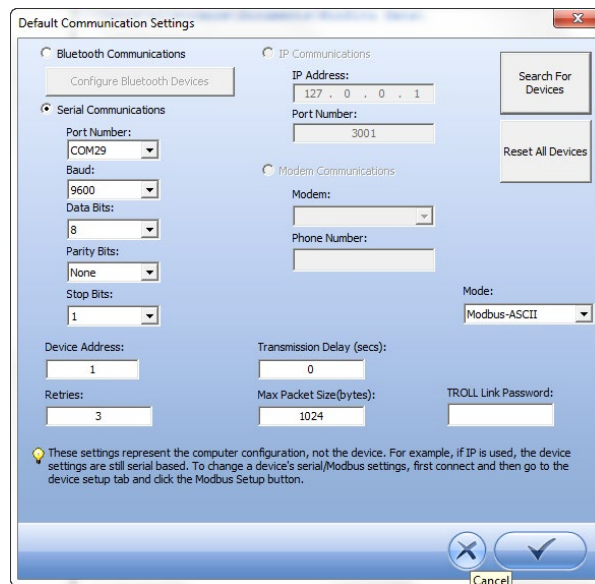 Default Communication Settings
Bluetooth Communications
Configure Bluetooth Devices
Serial Communications
Port Number:
COM29
Baud:
9600
Data Bits:
8
Parity Bits:
None
Stop Bits:
1
IP Communications
IP Address:
127 . 0 . 0 . 1
Port Number:
3001
Modem Communications
Modem:
Phone Number:
Search For
Devices
Reset All Devices
Mode:
Modbus-ASCII
Device Address:
1
Transmission Delay (secs):
0
Retries:
3
Max Packet Size(bytes):
1024
TROLL Link Password:
These settings represent the computer configuration, not the device. For example, if IP is used, the device
settings are still serial based. To change a device's serial/Modbus settings, first connect and then go to the
device setup tab and click the Modbus Setup button.
Cancel